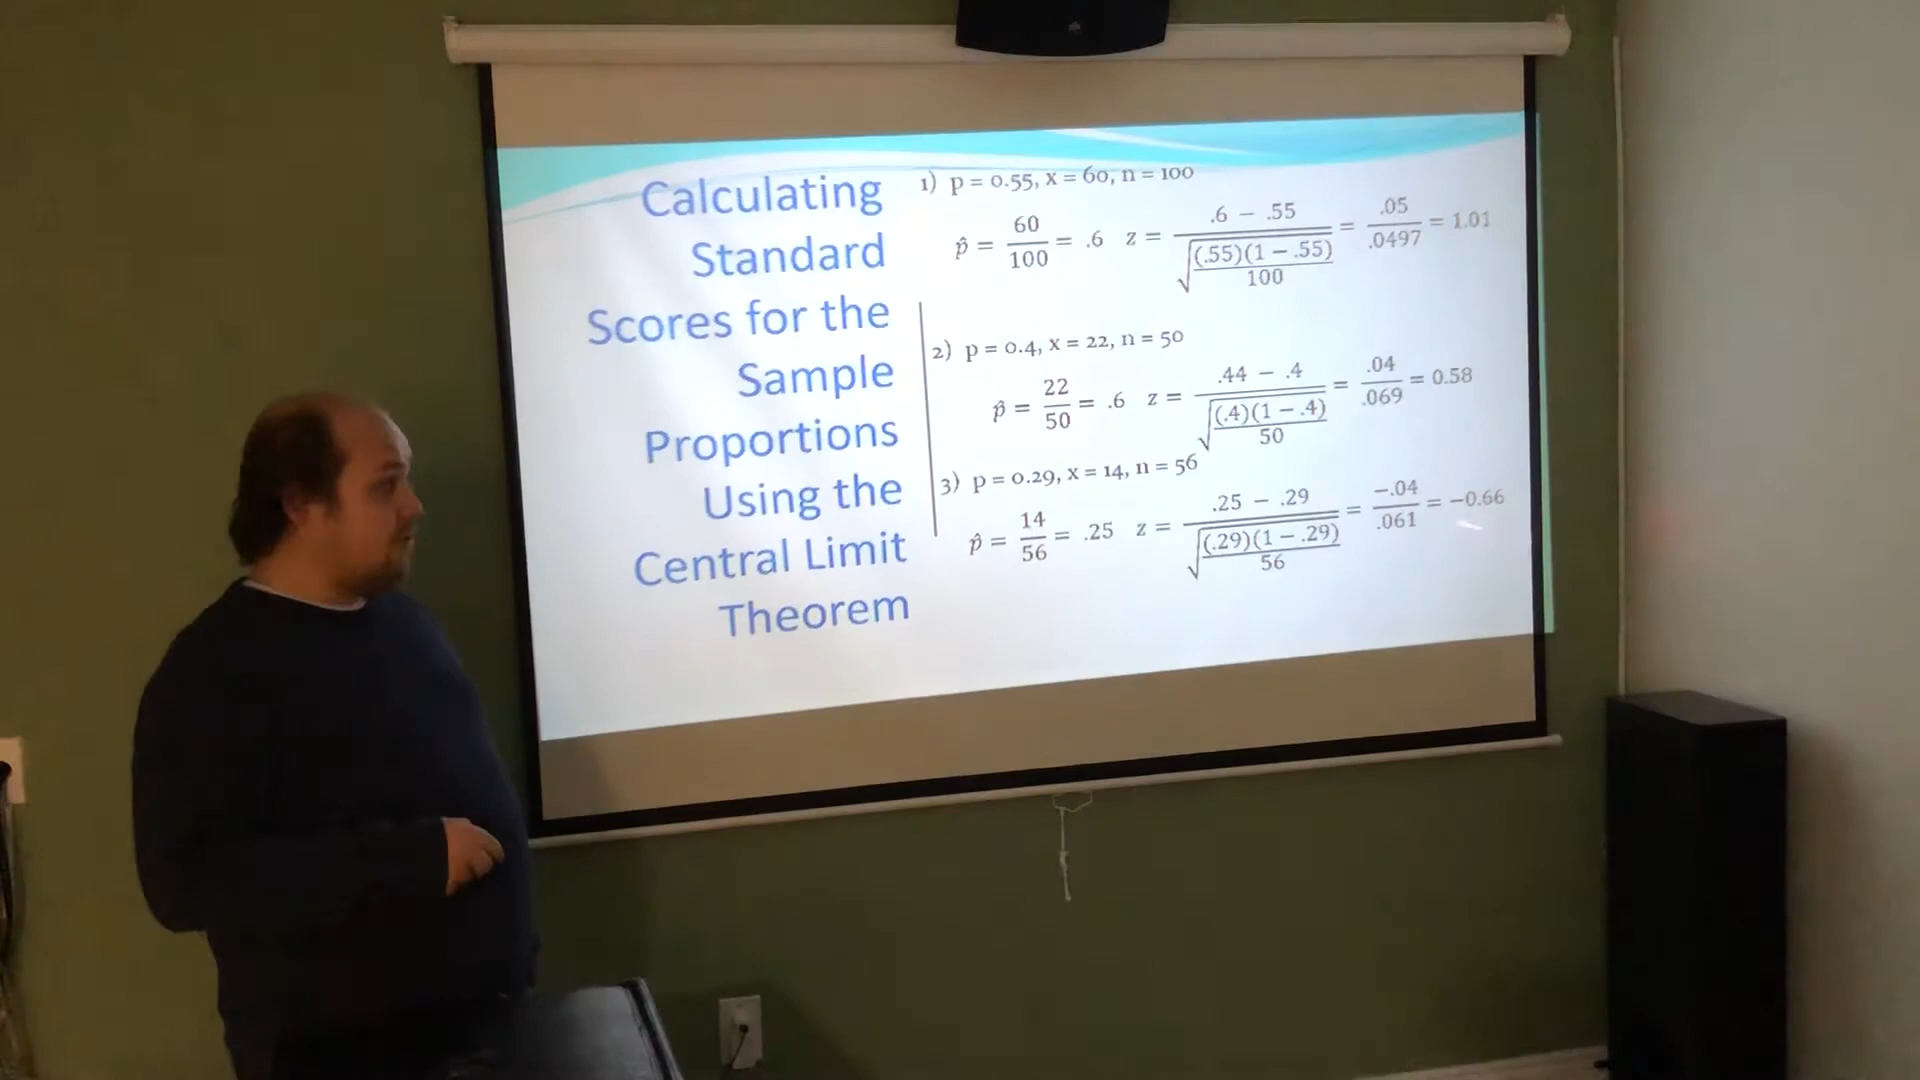 Calculating
Standard
Scores for the
Sample
Proportions
Using the
Central Limit
Theorem
1) p = 0.55, x = 60, n = 100
p̂ = 60/100 = .6 z = .6 − .55 / √((.55)(1 − .55)/100) = .05/.0497 = 1.01
2) p = 0.4, x = 22, n = 50
p̂ = 22/50 = .6 z = .44 − .4 / √((.4)(1 − .4)/50) = .04/.069 = 0.58
3) p = 0.29, x = 14, n = 56
p̂ = 14/56 = .25 z = .25 − .29 / √((.29)(1 − .29)/56) = −.04/.061 = −0.66